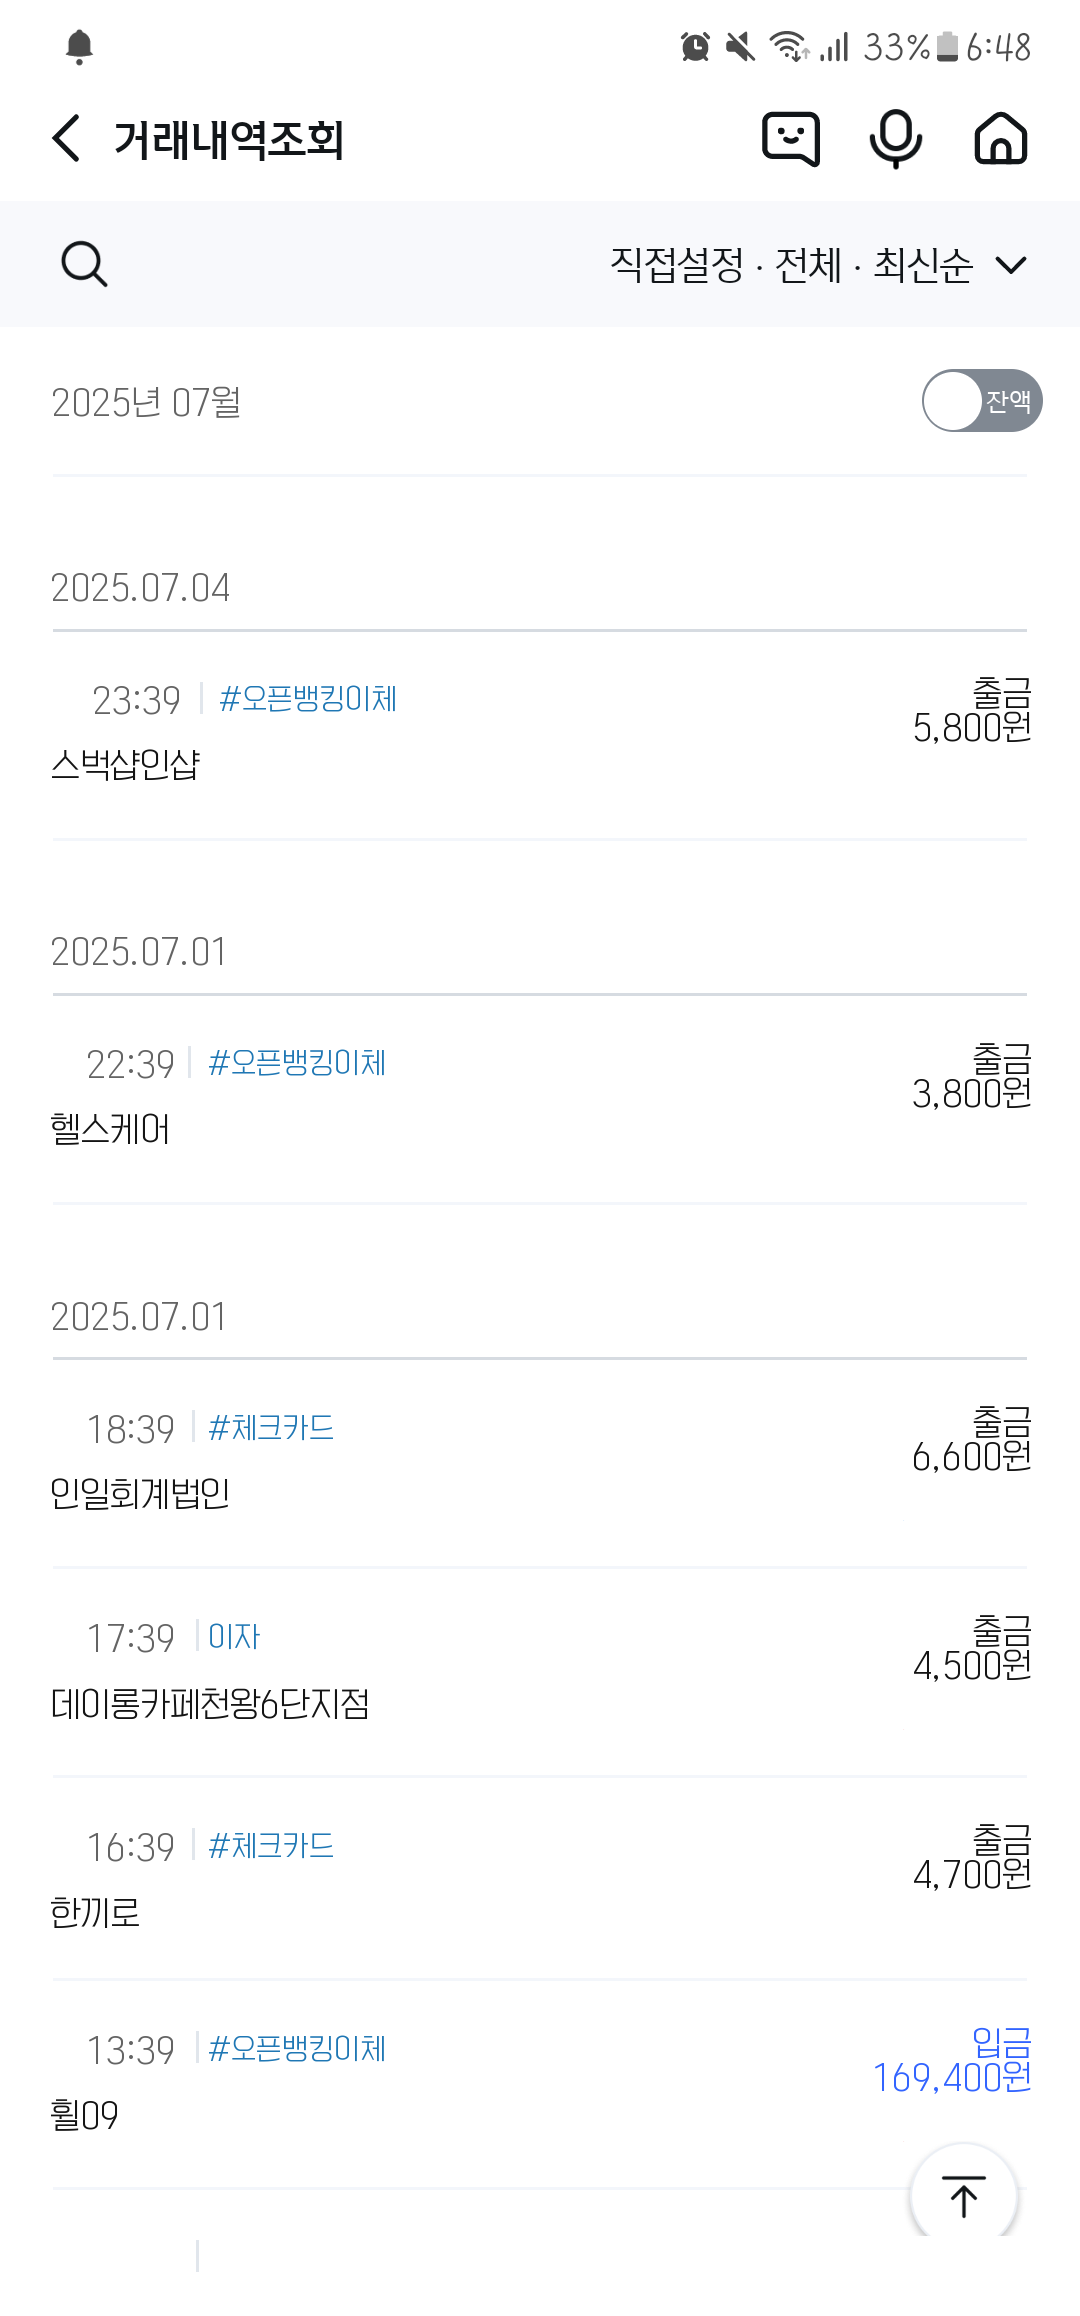 33% 6:48
거래내역조회
직접설정 · 전체 · 최신순
2025년 07월
잔액
2025.07.04
23:39 #오픈뱅킹이체
출금
5,800원
스벅샵인샵
2025.07.01
22:39 #오픈뱅킹이체
출금
3,800원
헬스케어
2025.07.01
18:39 #체크카드
출금
6,600원
인일회계법인
17:39 이자
출금
4,500원
데이롱카페천왕6단지점
16:39 #체크카드
출금
4,700원
한끼로
13:39 #오픈뱅킹이체
입금
169,400원
휠09